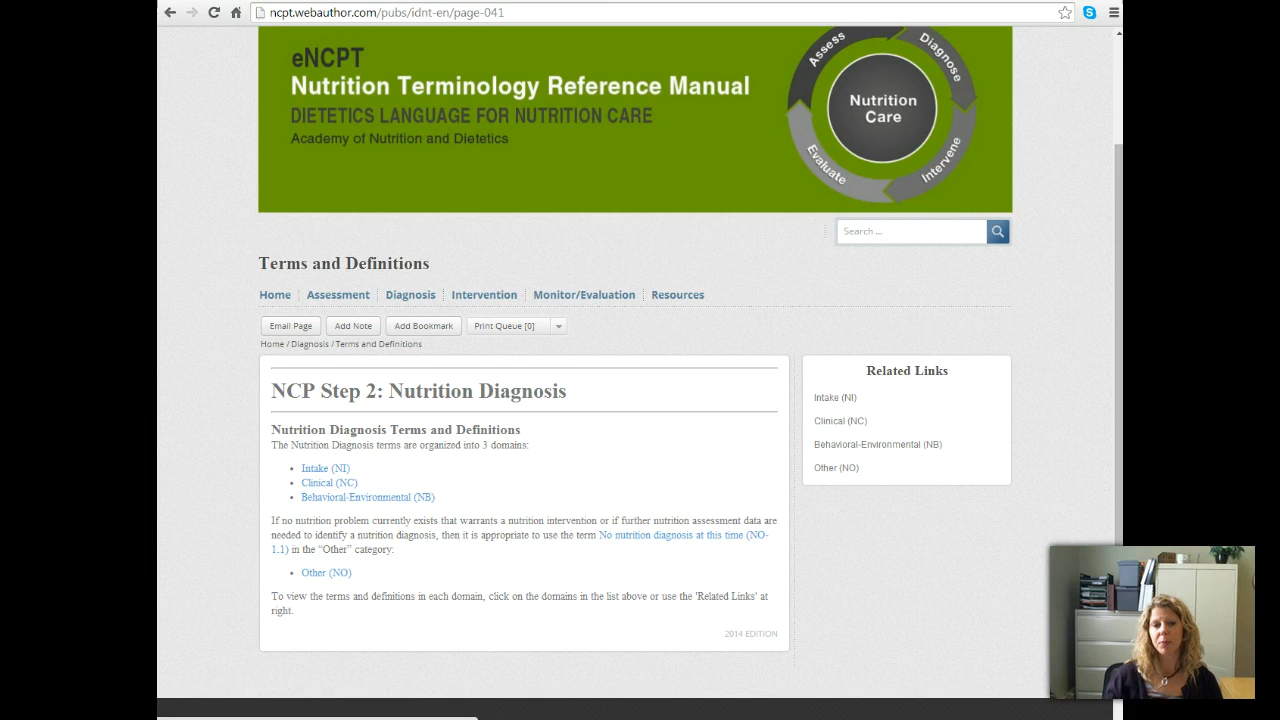 ncpt.webauthor.com/pubs/idnt-en/page-041
eNCPT
Nutrition Terminology Reference Manual
DIETETICS LANGUAGE FOR NUTRITION CARE
Academy of Nutrition and Dietetics
Assess
Diagnose
Nutrition
Care
Evaluate
Intervene
Search ...
Terms and Definitions
Home Assessment Diagnosis Intervention Monitor/Evaluation Resources
Email Page Add Note Add Bookmark Print Queue [0]
Home / Diagnosis / Terms and Definitions
NCP Step 2: Nutrition Diagnosis
Nutrition Diagnosis Terms and Definitions
The Nutrition Diagnosis terms are organized into 3 domains:
• Intake (NI)
• Clinical (NC)
• Behavioral-Environmental (NB)
If no nutrition problem currently exists that warrants a nutrition intervention or if further nutrition assessment data are
needed to identify a nutrition diagnosis, then it is appropriate to use the term No nutrition diagnosis at this time (NO-
1.1) in the “Other” category:
• Other (NO)
To view the terms and definitions in each domain, click on the domains in the list above or use the 'Related Links' at
right.
2014 EDITION
Related Links
Intake (NI)
Clinical (NC)
Behavioral-Environmental (NB)
Other (NO)